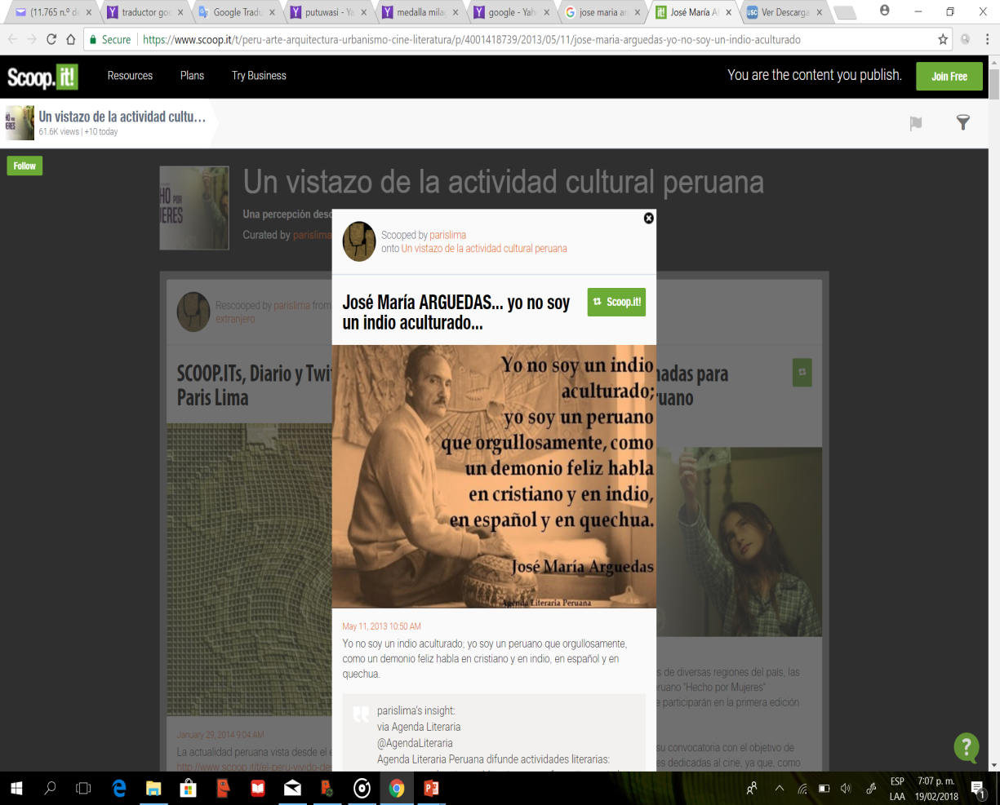 (11.765 n.º d
traductor goo
Google Tradu
putuwasi - Ya
medalla milag
google - Yah
jose maria ar
José María A
Ver Descarga
Secure | https://www.scoop.it/t/peru-arte-arquitectura-urbanismo-cine-literatura/p/4001418739/2013/05/11/jose-maria-arguedas-yo-no-soy-un-indio-aculturado
Scoop.it!
Resources
Plans
Try Business
You are the content you publish.
Join Free
Un vistazo de la actividad cultu...
61.6K views | +10 today
Follow
Un vistazo de la actividad cultural peruana
Una percepción desc
Curated by parislima
Scooped by parislima
onto Un vistazo de la actividad cultural peruana
José María ARGUEDAS... yo no soy
un indio aculturado...
Scoop.it!
Yo no soy un indio
aculturado;
yo soy un peruano
que orgullosamente, como
un demonio feliz habla
en cristiano y en indio,
en español y en quechua.
José María Arguedas
Agenda Literaria Peruana
May 11, 2013 10:50 AM
Yo no soy un indio aculturado; yo soy un peruano que orgullosamente,
como un demonio feliz habla en cristiano y en indio, en español y en
quechua.
parislima's insight:
via Agenda Literaria
@AgendaLiteraria
Agenda Literaria Peruana difunde actividades literarias:
Rescooped by parislima from
extranjero
SCOOP.ITs, Diario y Twi
Paris Lima
January 29, 2014 9:04 AM
La actualidad peruana vista desde el e
http://www.scoop.it/t/el-peru-vivido-de
nadas para
ruano
s de diversas regiones del país, las
ruano "Hecho por Mujeres"
e participarán en la primera edición
su convocatoria con el objetivo de
es dedicadas al cine, ya que, como
?
ESP
LAA
7:07 p. m.
19/02/2018
1